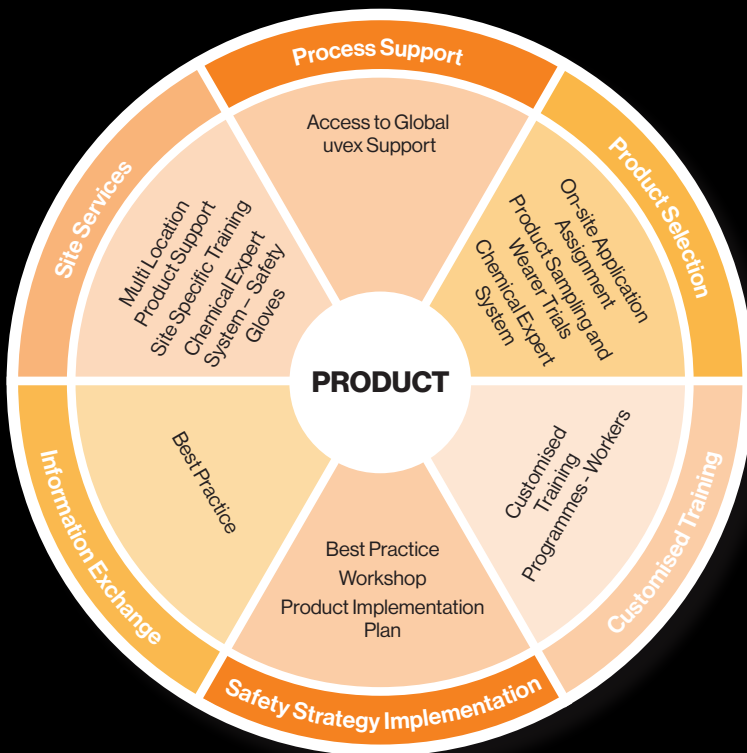 Process Support
Access to Global
uvex Support
Product Selection
On-site Application
Assignment
Product Sampling and
Wearer Trials
Chemical Expert
System
Customised Training
Customised
Training
Programmes - Workers
Safety Strategy Implementation
Best Practice
Workshop
Product Implementation
Plan
Information Exchange
Best Practice
Site Services
Multi Location
Product Support
Site Specific Training
Chemical Expert
System – Safety
Gloves
PRODUCT